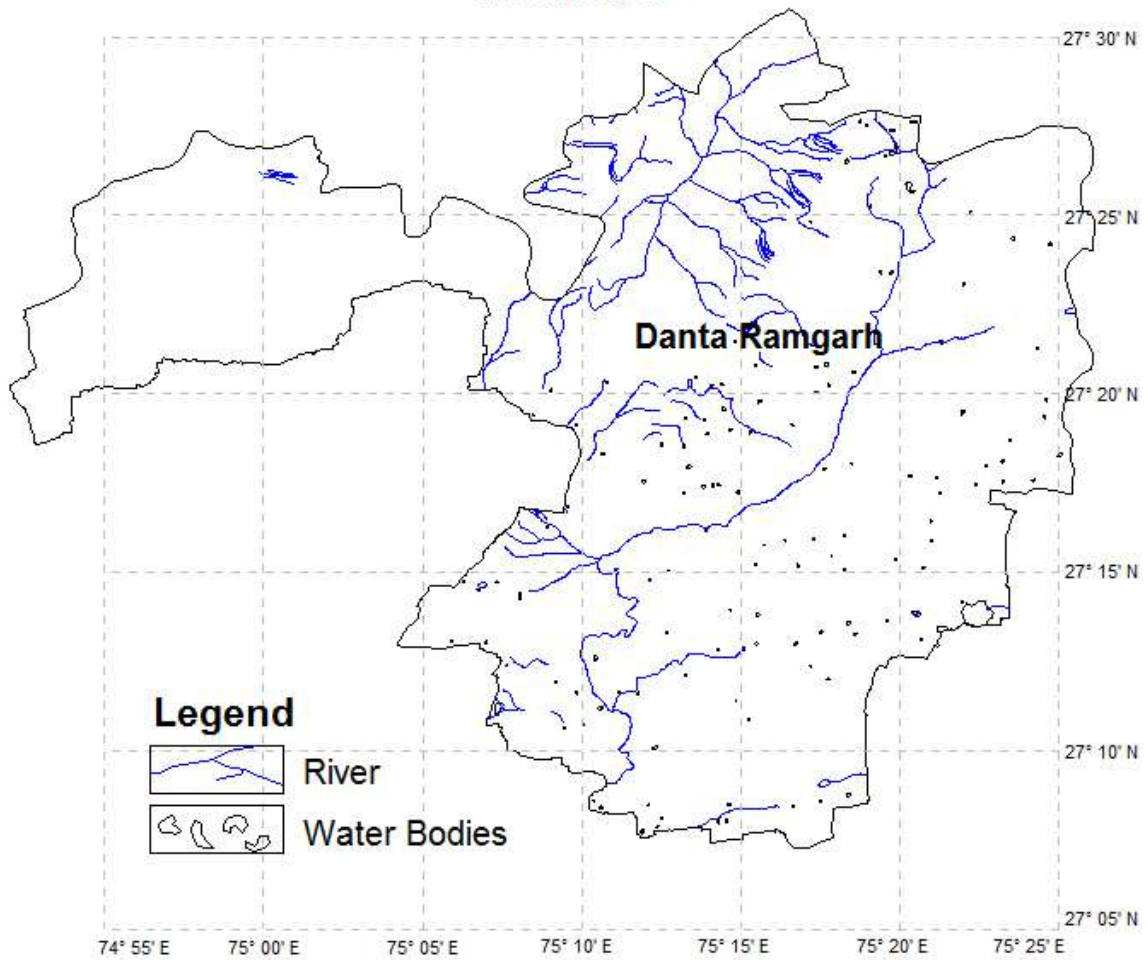 27° 30' N
27° 25' N
Danta Ramgarh
27° 20' N
27° 15' N
Legend
River
27° 10' N
Water Bodies
27° 05' N
74° 55' E 75° 00' E 75° 05' E 75° 10' E 75° 15' E 75° 20' E 75° 25' E